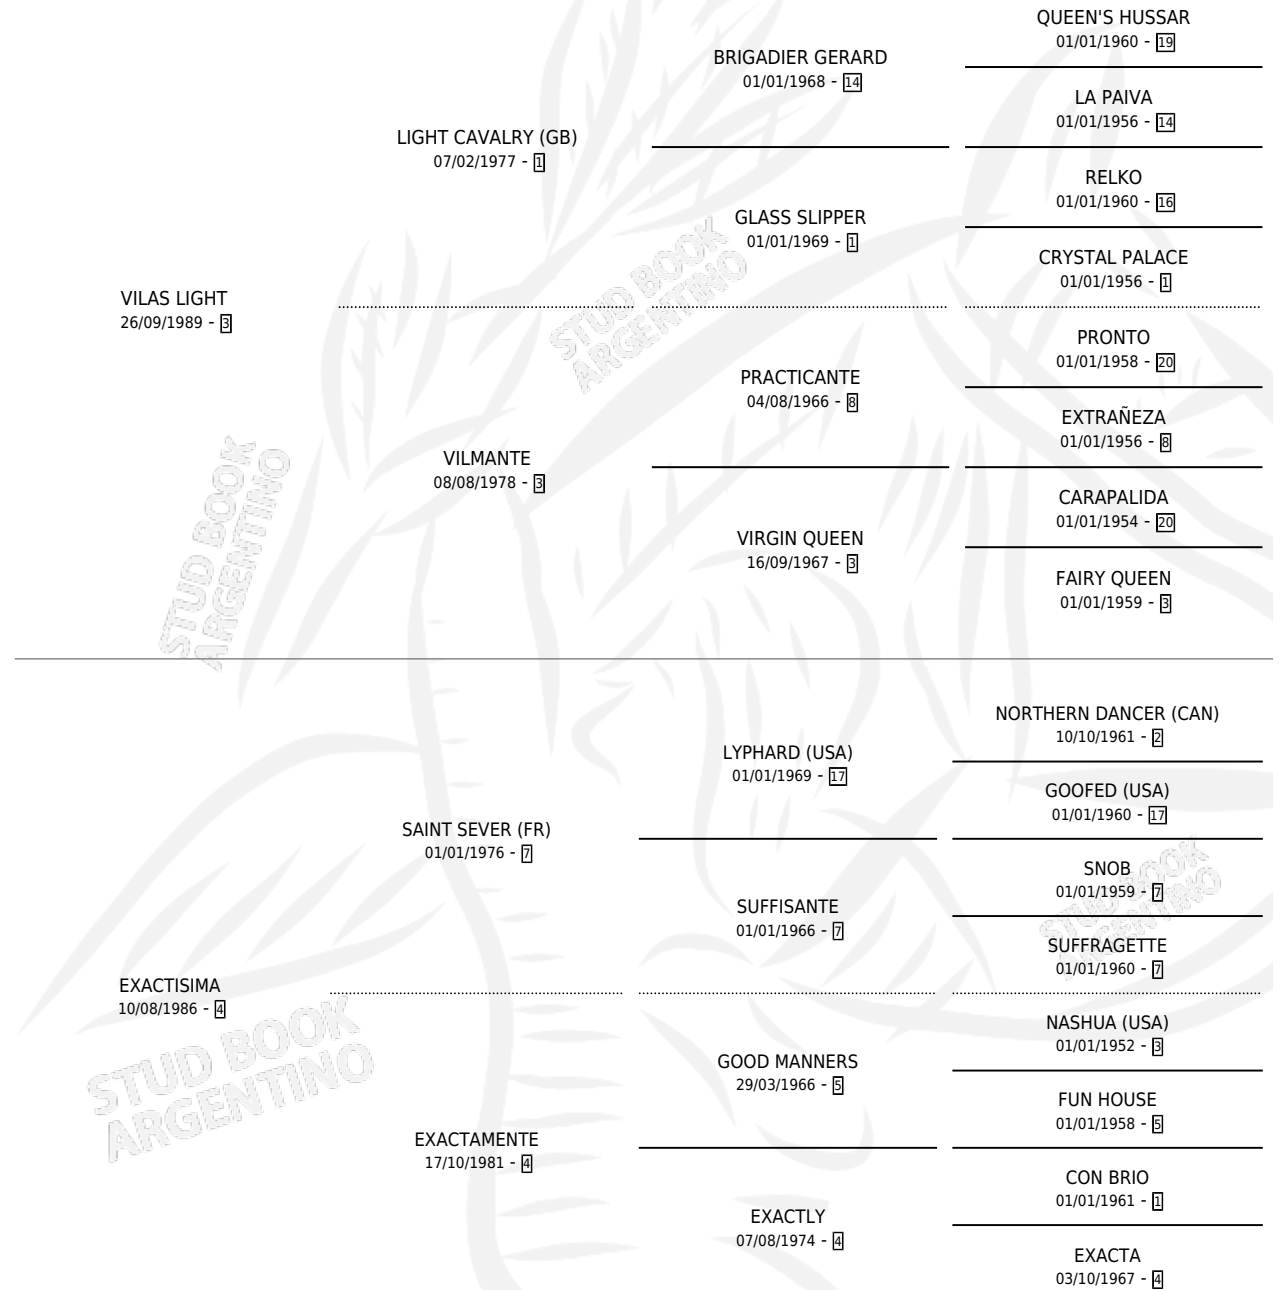 QUEEN'S HUSSAR
01/01/1960 - 19
BRIGADIER GERARD
01/01/1968 - 14
LA PAIVA
01/01/1956 - 14
LIGHT CAVALRY (GB)
07/02/1977 - 1
RELKO
01/01/1960 - 16
GLASS SLIPPER
01/01/1969 - 1
CRYSTAL PALACE
01/01/1956 - 1
VILAS LIGHT
26/09/1989 - 3
STUD BOOK
ARGENTINO
PRONTO
01/01/1958 - 20
PRACTICANTE
04/08/1966 - 8
EXTRAÑEZA
01/01/1956 - 8
VILMANTE
08/08/1978 - 3
CARAPALIDA
01/01/1954 - 20
VIRGIN QUEEN
16/09/1967 - 3
FAIRY QUEEN
01/01/1959 - 3
STUD BOOK
ARGENTINO
NORTHERN DANCER (CAN)
10/10/1961 - 2
LYPHARD (USA)
01/01/1969 - 17
GOOFED (USA)
01/01/1960 - 17
SAINT SEVER (FR)
01/01/1976 - 7
SNOB
01/01/1959 - 7
SUFFISANTE
01/01/1966 - 7
SUFFRAGETTE
01/01/1960 - 7
STUD BOOK
ARGENTINO
EXACTISIMA
10/08/1986 - 4
STUD BOOK
ARGENTINO
NASHUA (USA)
01/01/1952 - 3
GOOD MANNERS
29/03/1966 - 5
FUN HOUSE
01/01/1958 - 5
EXACTAMENTE
17/10/1981 - 4
CON BRIO
01/01/1961 - 1
EXACTLY
07/08/1974 - 4
EXACTA
03/10/1967 - 4